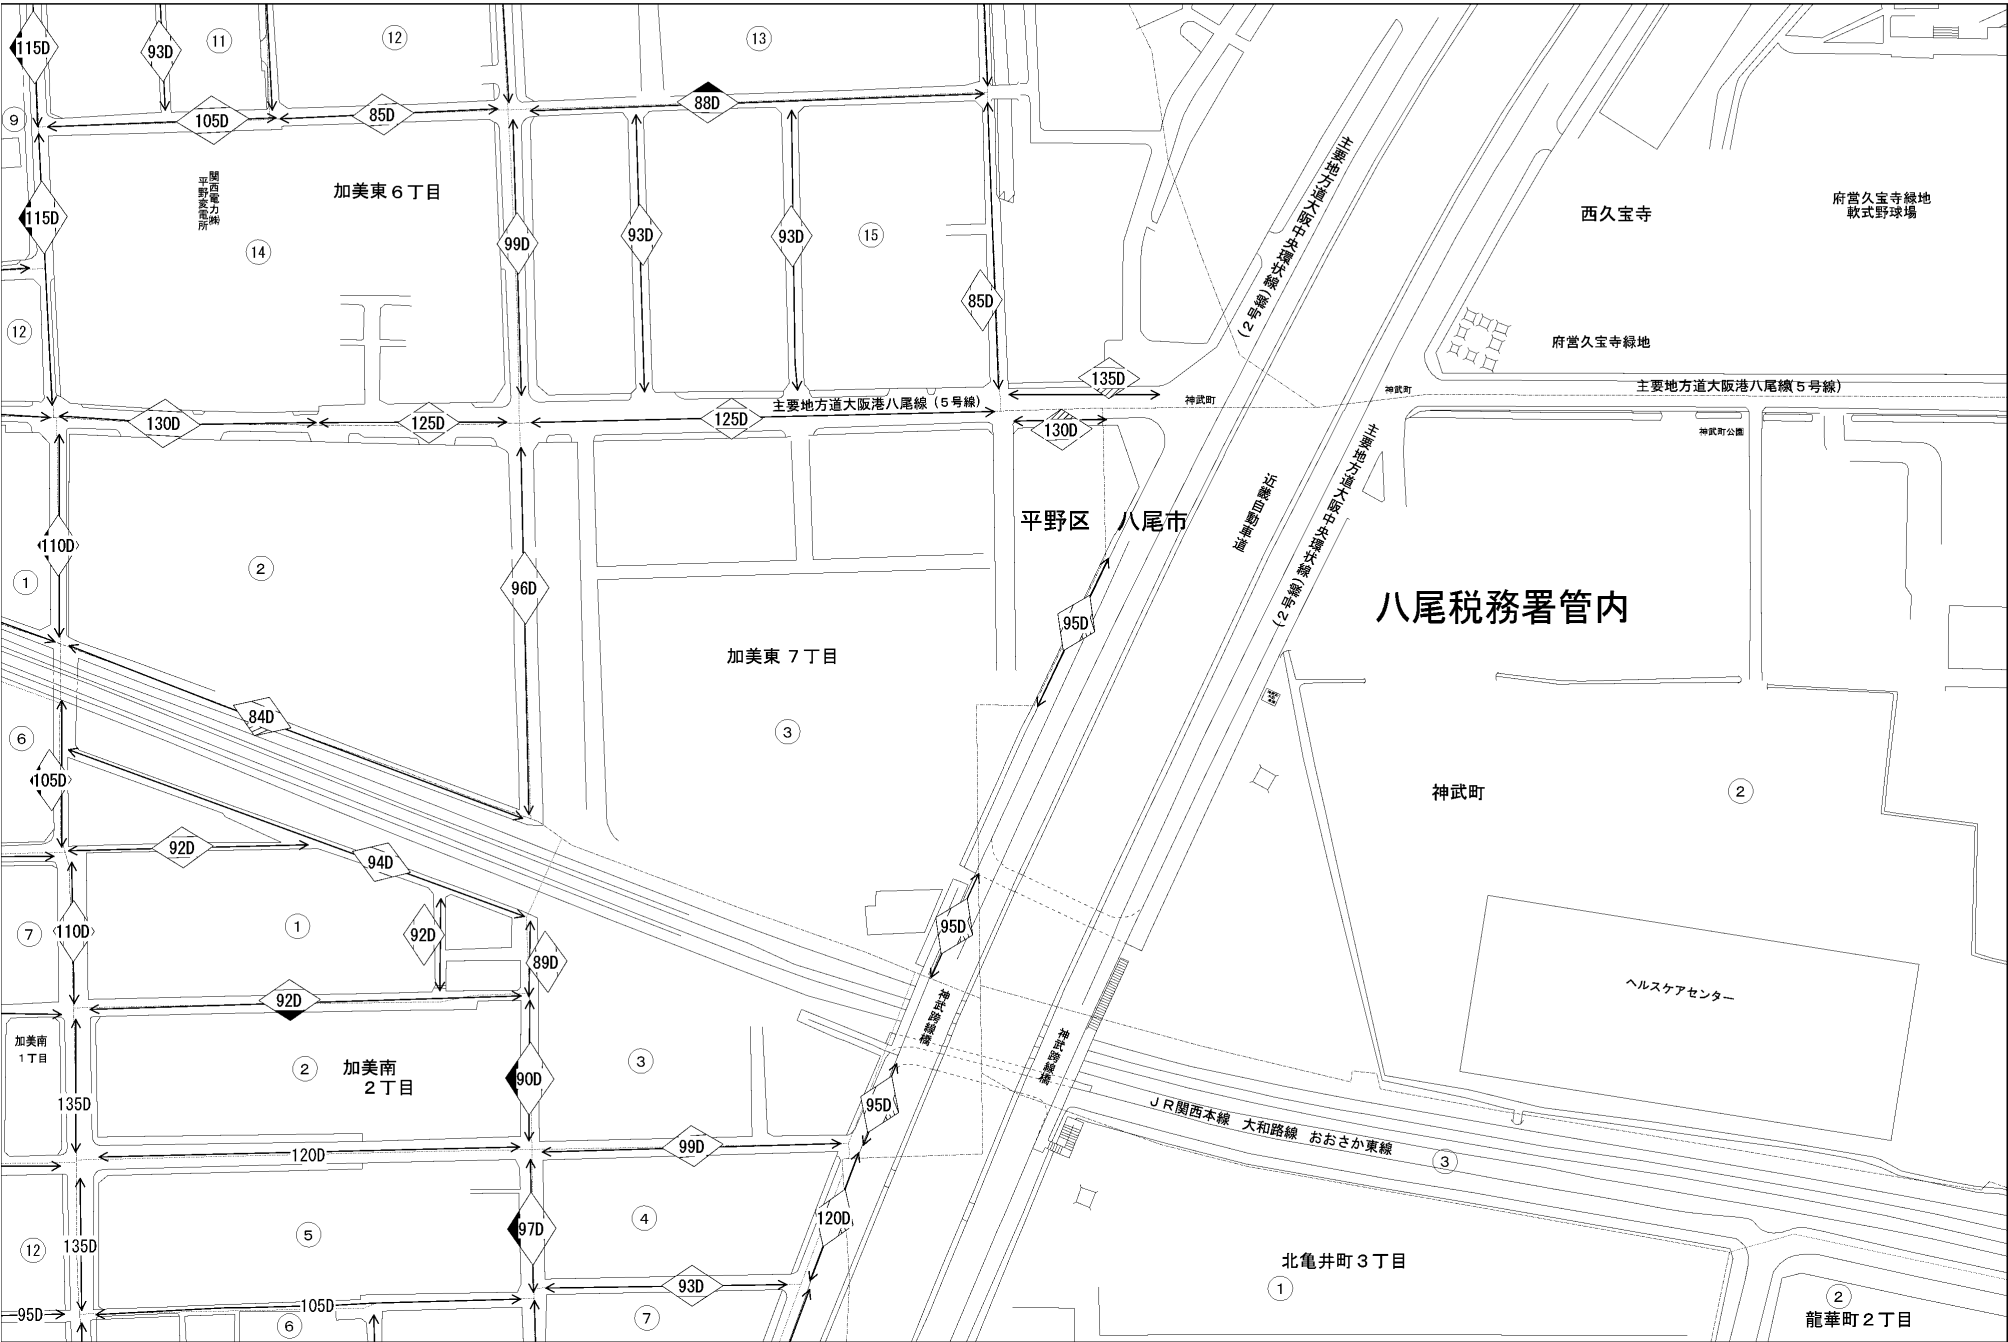 115D
93D
11
12
13
9
105D
85D
88D
関西電力㈱
平野変電所
加美東6丁目
115D
14
99D
93D
93D
15
85D
12
主要地方道大阪中央環状線
(2号線)
西久宝寺
府営久宝寺緑地
軟式野球場
府営久宝寺緑地
130D
125D
125D
主要地方道大阪港八尾線(5号線)
135D
130D
神武町
神武町
主要地方道大阪港八尾線(5号線)
神武町公園
110D
1
2
96D
平野区
八尾市
近畿自動車道
主要地方道大阪中央環状線
(2号線)
95D
八尾税務署管内
加美東7丁目
3
84D
6
105D
92D
94D
神武町
2
7
110D
1
92D
89D
95D
92D
ヘルスケアセンター
神武跨線橋
神武跨線橋
加美南
1丁目
2
加美南
2丁目
90D
3
135D
95D
JR関西本線 大和路線 おおさか東線
3
120D
99D
12
135D
5
97D
4
120D
93D
北亀井町3丁目
1
95D
105D
6
7
2
龍華町2丁目